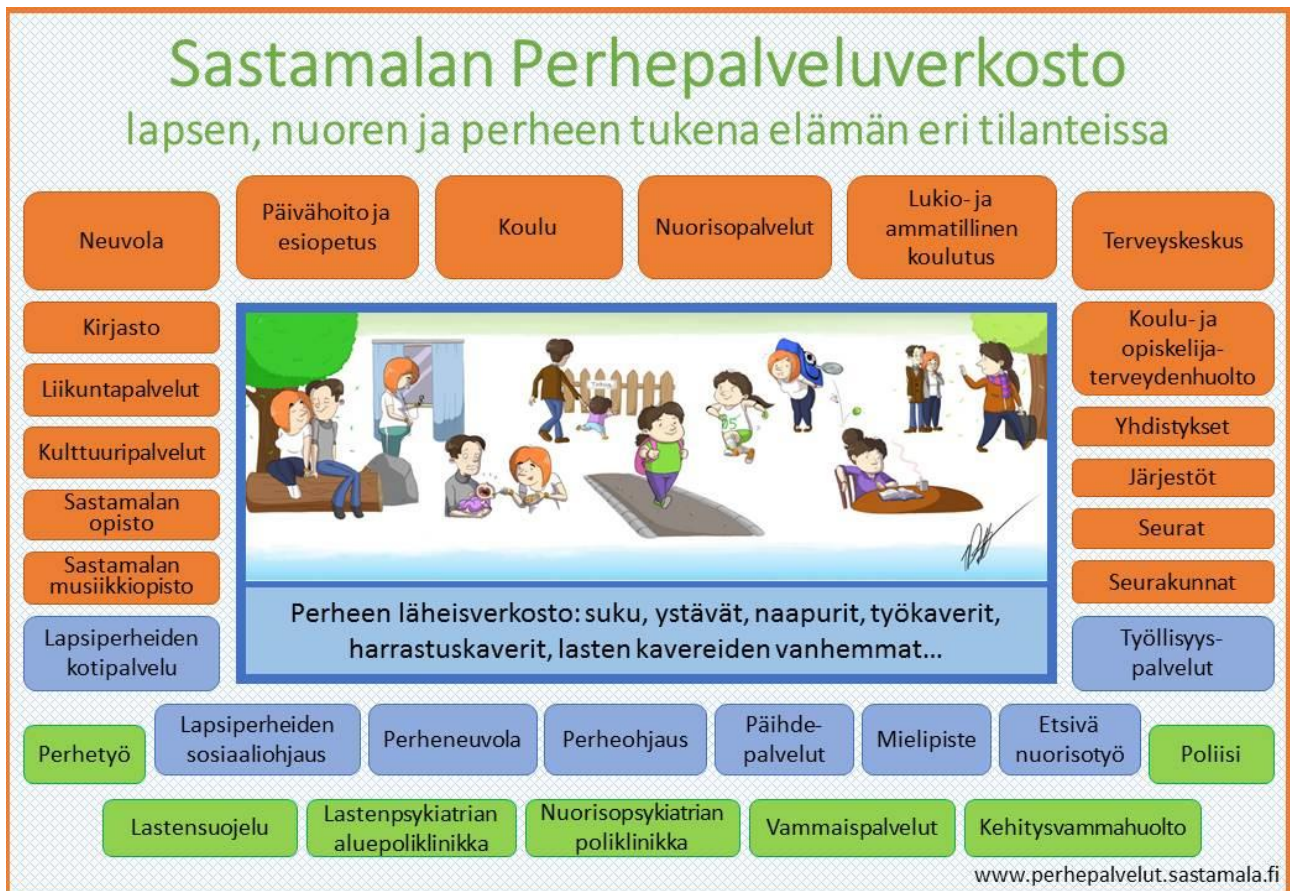 Sastamalan Perhepalveluverkosto
lapsen, nuoren ja perheen tukena elämän eri tilanteissa
Neuvola
Päivähoito ja
esiopetus
Koulu
Nuorisopalvelut
Lukio- ja
ammatillinen
koulutus
Terveyskeskus
Kirjasto
Liikuntapalvelut
Kulttuuripalvelut
Sastamalan
opisto
Sastamalan
musiikkiopisto
Lapsiperheiden
kotipalvelu
05
Perheen läheisverkosto: suku, ystävät, naapurit, työkaverit,
harrastuskaverit, lasten kavereiden vanhemmat...
Koulu- ja
opiskelija-
terveydenhuolto
Yhdistykset
Järjestöt
Seurat
Seurakunnat
Työllisyys-
palvelut
Perhetyö
Lapsiperheiden
sosiaaliohjaus
Perheneuvola
Perheohjaus
Päihde-
palvelut
Mielipiste
Etsivä
nuorisotyö
Poliisi
Lastensuojelu
Lastenpsykiatrian
aluepoliklinikka
Nuorisopsykiatrian
poliklinikka
Vammaispalvelut
Kehitysvammahuolto
www.perhepalvelut.sastamala.fi